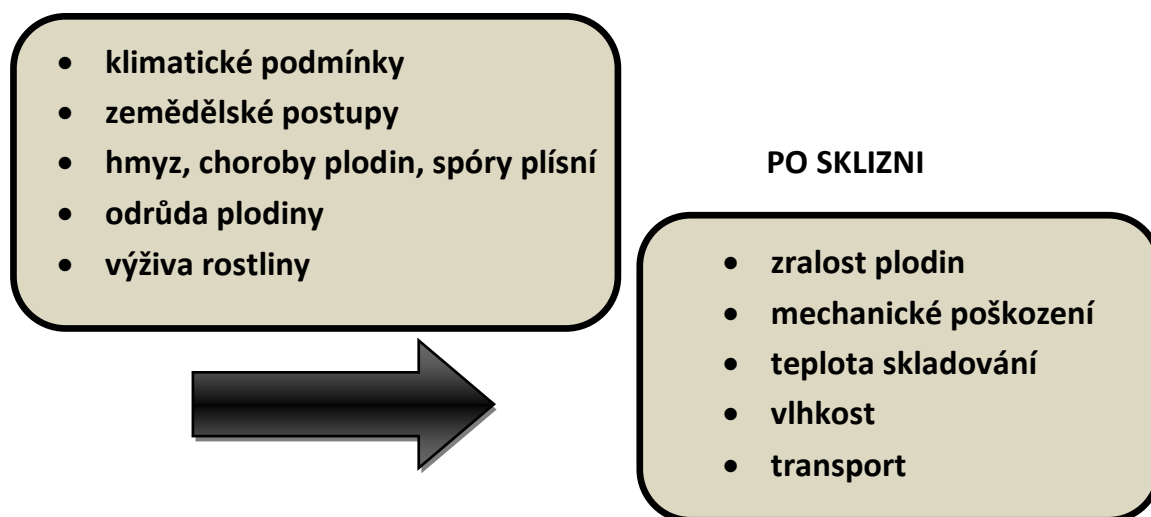 • klimatické podmínky
• zemědělské postupy
• hmyz, choroby plodin, spóry plísní
• odrůda plodiny
• výživa rostliny
PO SKLIZNI
• zralost plodin
• mechanické poškození
• teplota skladování
• vlhkost
• transport